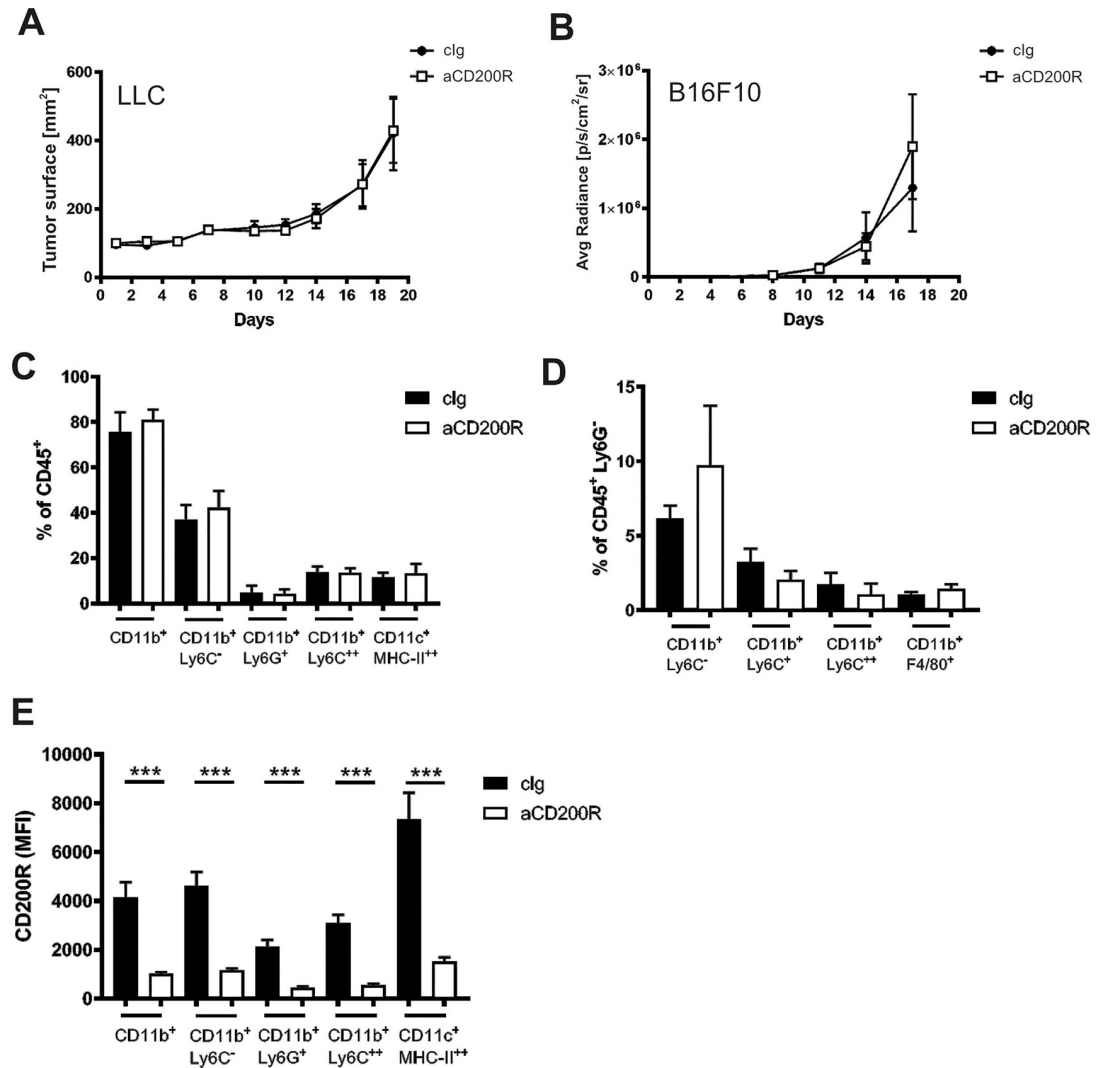 A
cIg
aCD200R
LLC
Tumor surface [mm²]
600
400
200
0
0 2 4 6 8 10 12 14 16 18 20
Days
B
cIg
aCD200R
B16F10
Avg Radiance [p/s/cm²/sr]
3×10⁶
2×10⁶
1×10⁶
0
0 2 4 6 8 10 12 14 16 18 20
Days
C
cIg
aCD200R
% of CD45⁺
100
80
60
40
20
0
CD11b⁺ CD11b⁺ CD11b⁺ CD11b⁺ CD11c⁺
Ly6C⁻ Ly6G⁺ Ly6C⁺⁺ MHC-II⁺⁺
D
cIg
aCD200R
% of CD45⁺ Ly6G⁻
15
10
5
0
CD11b⁺ CD11b⁺ CD11b⁺ CD11b⁺
Ly6C⁻ Ly6C⁺ Ly6C⁺⁺ F4/80⁺
E
cIg
aCD200R
CD200R (MFI)
10000
8000
6000
4000
2000
0
*** *** *** *** ***
CD11b⁺ CD11b⁺ CD11b⁺ CD11b⁺ CD11c⁺
Ly6C⁻ Ly6G⁺ Ly6C⁺⁺ MHC-II⁺⁺